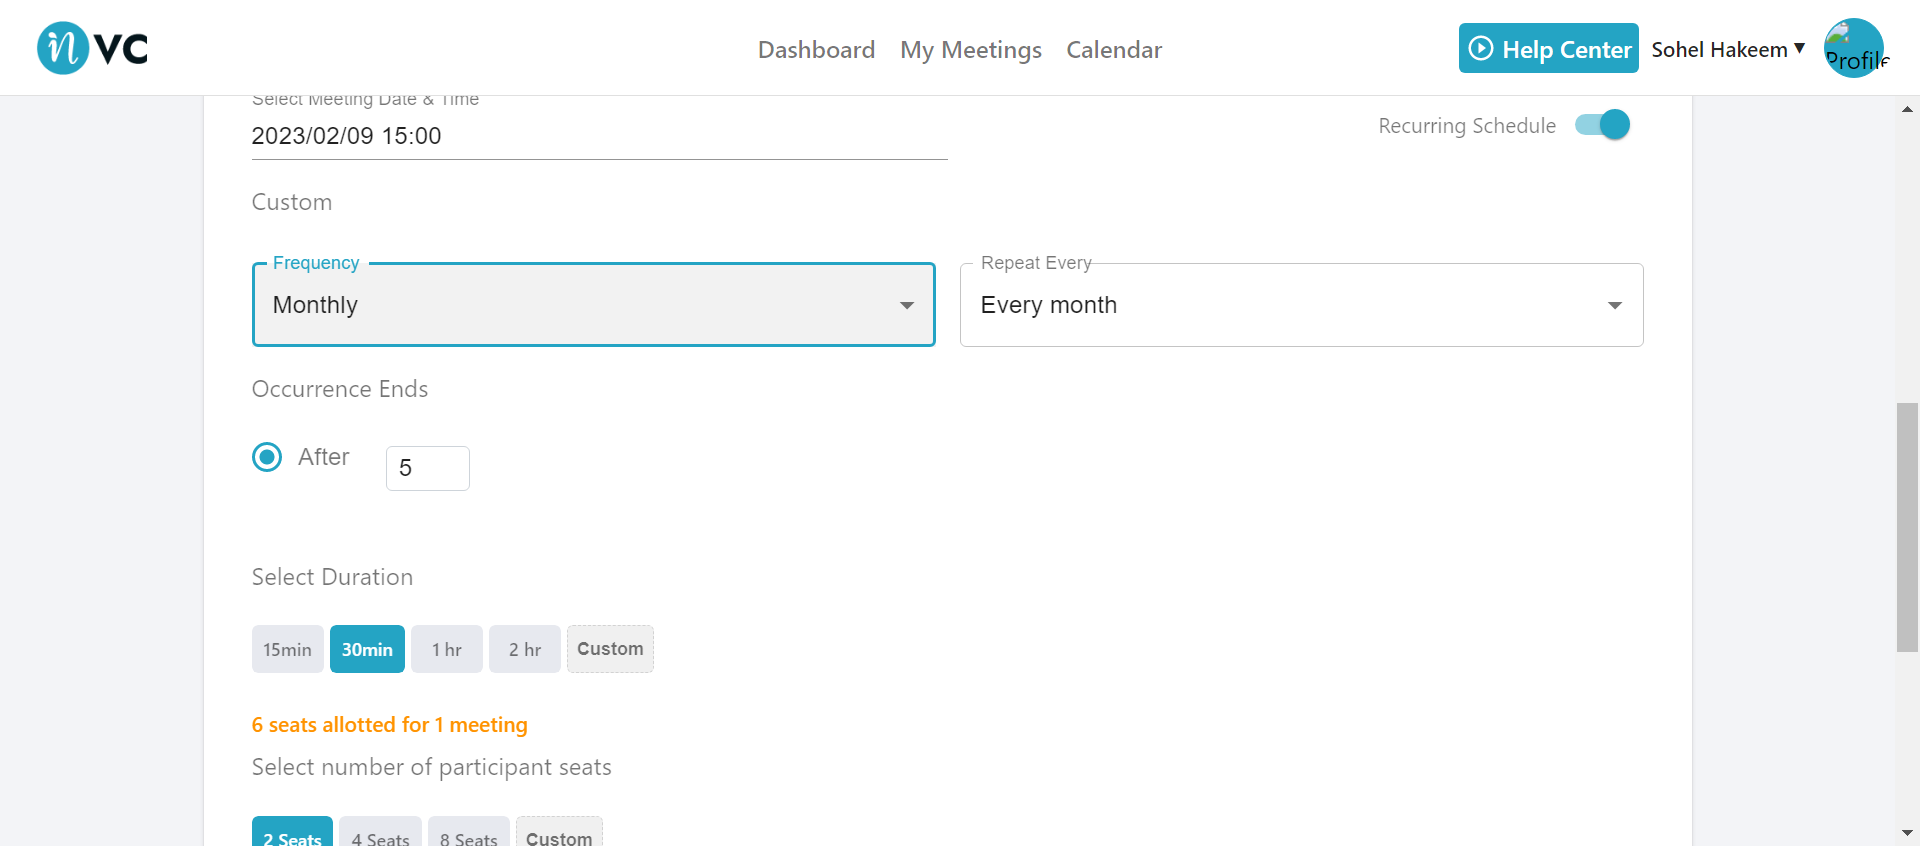 n VC
Dashboard My Meetings Calendar
Help Center
Sohel Hakeem ▼
Profile
Select Meeting Date & Time
2023/02/09 15:00
Recurring Schedule
Custom
Frequency
Monthly
Repeat Every
Every month
Occurrence Ends
After 5
Select Duration
15min 30min 1 hr 2 hr Custom
6 seats allotted for 1 meeting
Select number of participant seats
2 Seats 4 Seats 8 Seats Custom